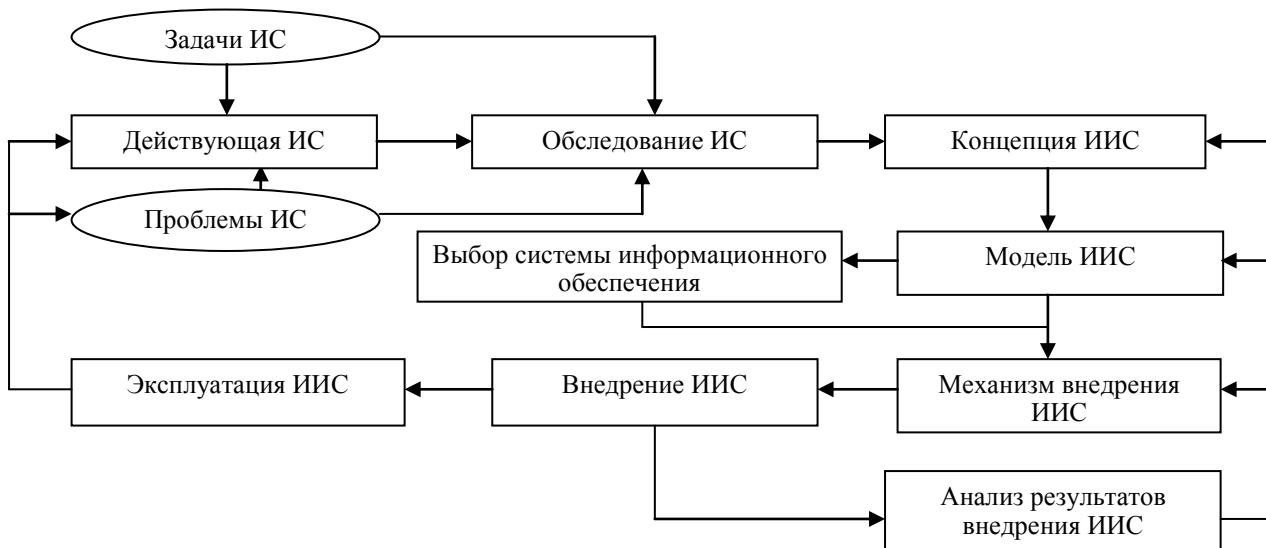 Задачи ИС
Действующая ИС
Обследование ИС
Концепция ИИС
Проблемы ИС
Выбор системы информационного
обеспечения
Модель ИИС
Эксплуатация ИИС
Внедрение ИИС
Механизм внедрения
ИИС
Анализ результатов
внедрения ИИС